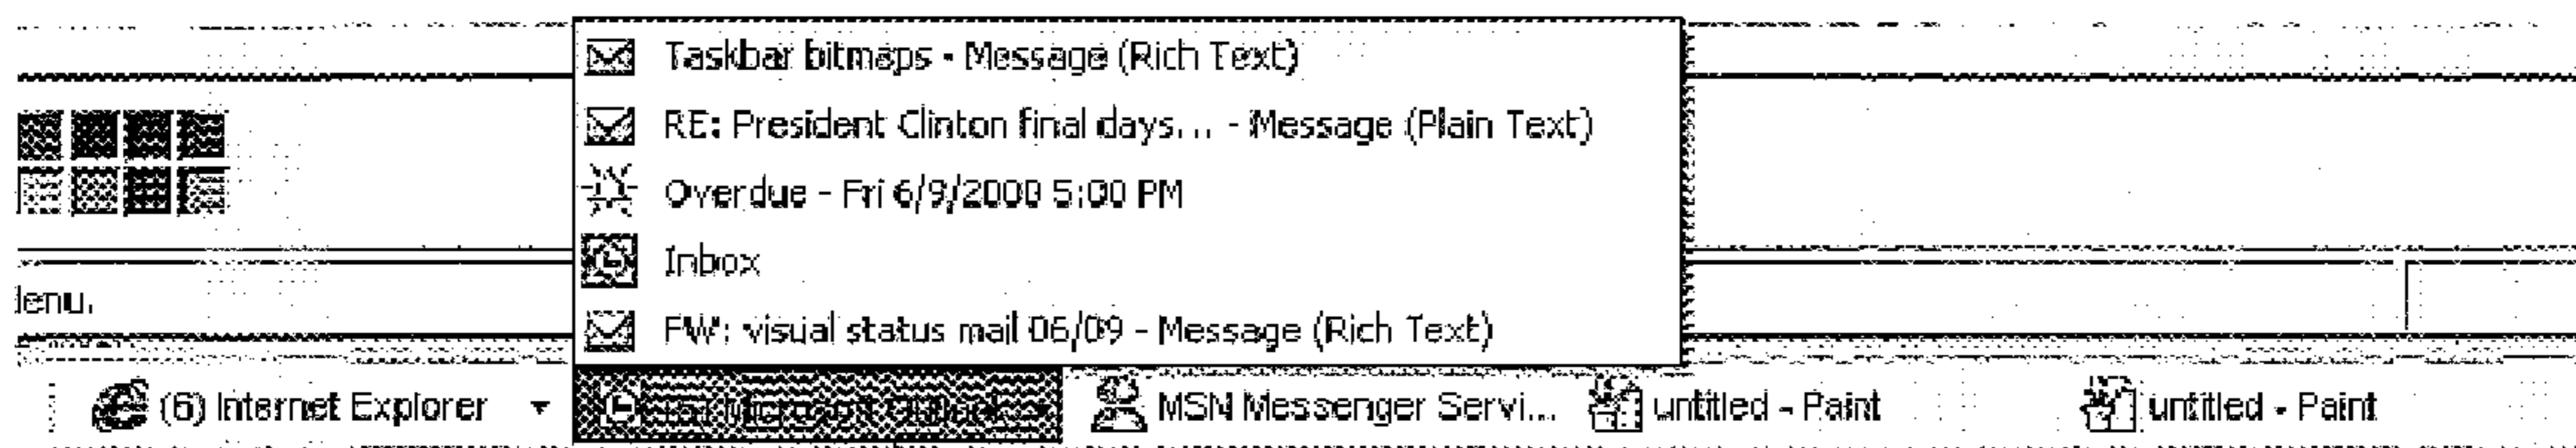 Taskbar bitmaps - Message (Rich Text)
RE: President Clinton final days... - Message (Plain Text)
Overdue - Fri 6/9/2000 5:00 PM
Inbox
FW: visual status mail 06/09 - Message (Rich Text)
lenu.
(6) Internet Explorer
Microsoft Outlook
MSN Messenger Servi...
untitled - Paint
untitled - Paint